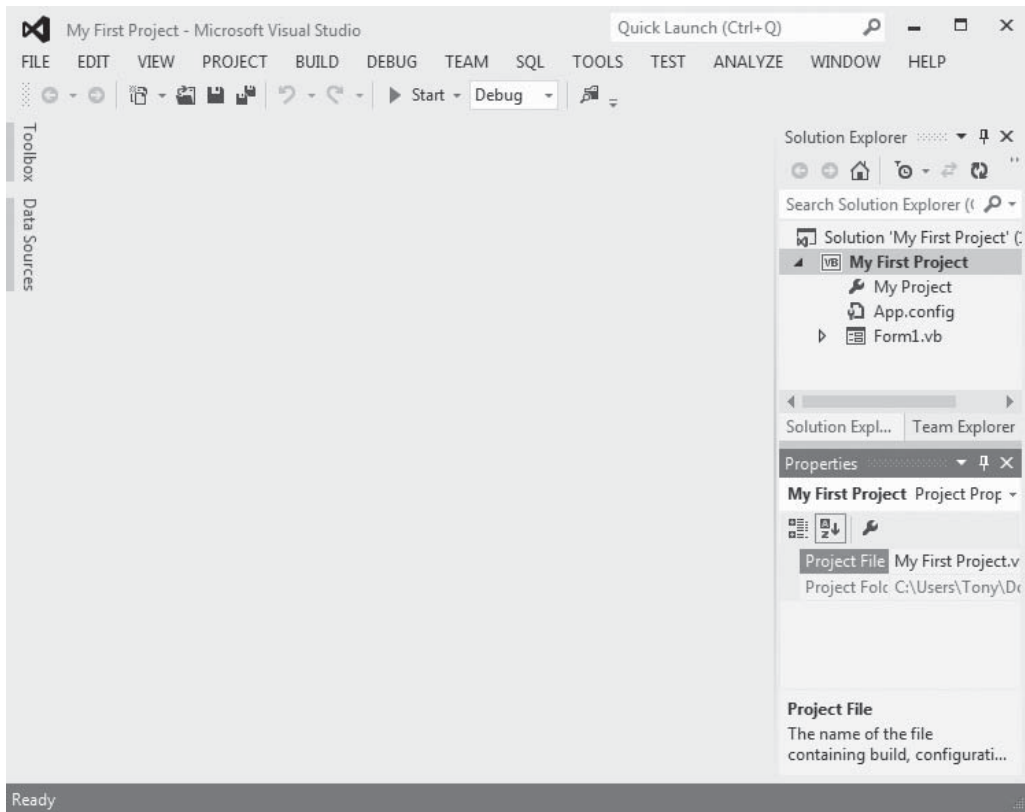 My First Project - Microsoft Visual Studio
Quick Launch (Ctrl+Q)
FILE EDIT VIEW PROJECT BUILD DEBUG TEAM SQL TOOLS TEST ANALYZE WINDOW HELP
Start Debug
Toolbox
Data Sources
Solution Explorer
Search Solution Explorer ((
Solution 'My First Project' (
VB My First Project
My Project
App.config
Form1.vb
Solution Expl... Team Explorer
Properties
My First Project Project Prop
Project File My First Project.v
Project Folc C:\Users\Tony\Do
Project File
The name of the file
containing build, configurati...
Ready